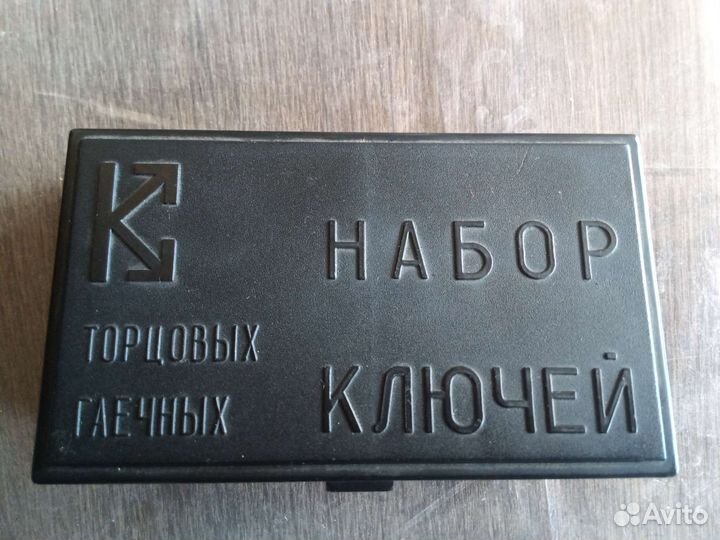 К
НАБОР
ТОРЦОВЫХ
ГАЕЧНЫХ
КЛЮЧЕЙ
Avito